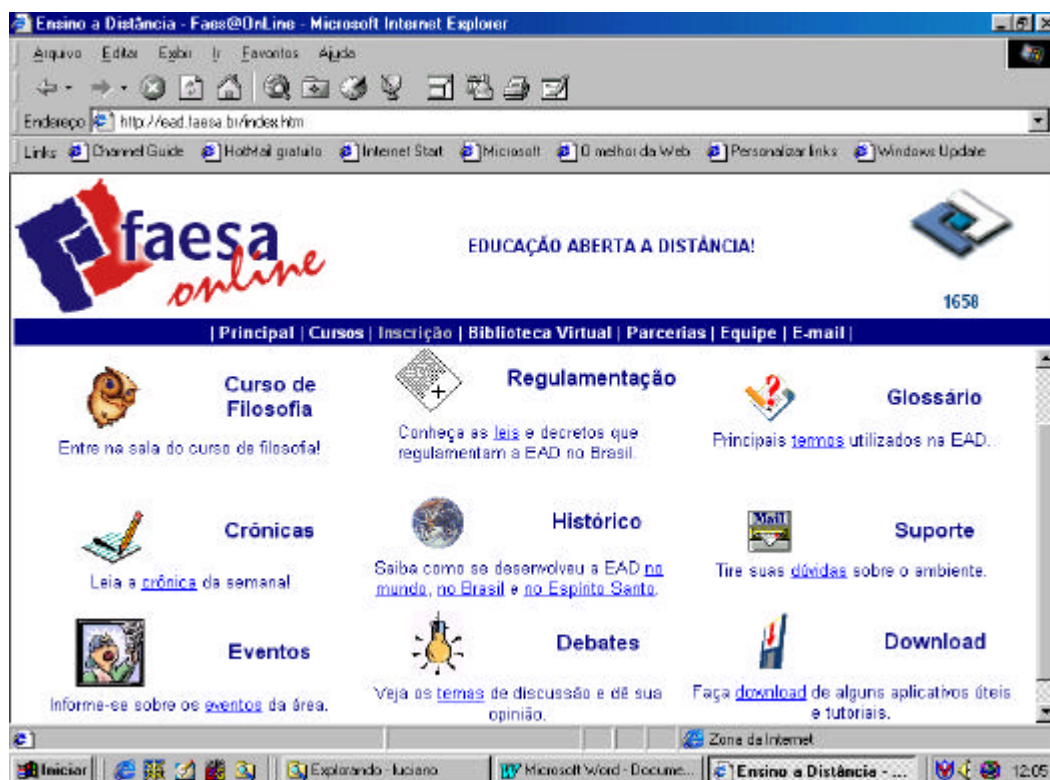 Ensino a Distância - Faes@OnLine - Microsoft Internet Explorer
Arquivo Editar Exibir Ir Favoritos Ajuda
Endereço http://ead.faesa.br/index.htm
Links Channel Guide HotMail gratuito Internet Start Microsoft O melhor da Web Personalizar links Windows Update
faesa
online
EDUCAÇÃO ABERTA A DISTÂNCIA!
1658
| Principal | Cursos | Inscrição | Biblioteca Virtual | Parcerias | Equipe | E-mail |
Curso de
Filosofia
Entre na sala do curso de filosofia!
Regulamentação
Conheça as leis e decretos que
regulamentam a EAD no Brasil.
Glossário
Principais termos utilizados na EAD.
Crônicas
Leia a crônica da semana!
Histórico
Saiba como se desenvolveu a EAD no
mundo, no Brasil e no Espírito Santo.
Mail
Suporte
Tire suas dúvidas sobre o ambiente.
Eventos
Informe-se sobre os eventos da área.
Debates
Veja os temas de discussão e dê sua
opinião.
Download
Faça download de alguns aplicativos úteis
e tutoriais.
Zona da Internet
Iniciar Explorando - luciano Microsoft Word - Docume... Ensino a Distância - ... 12:05